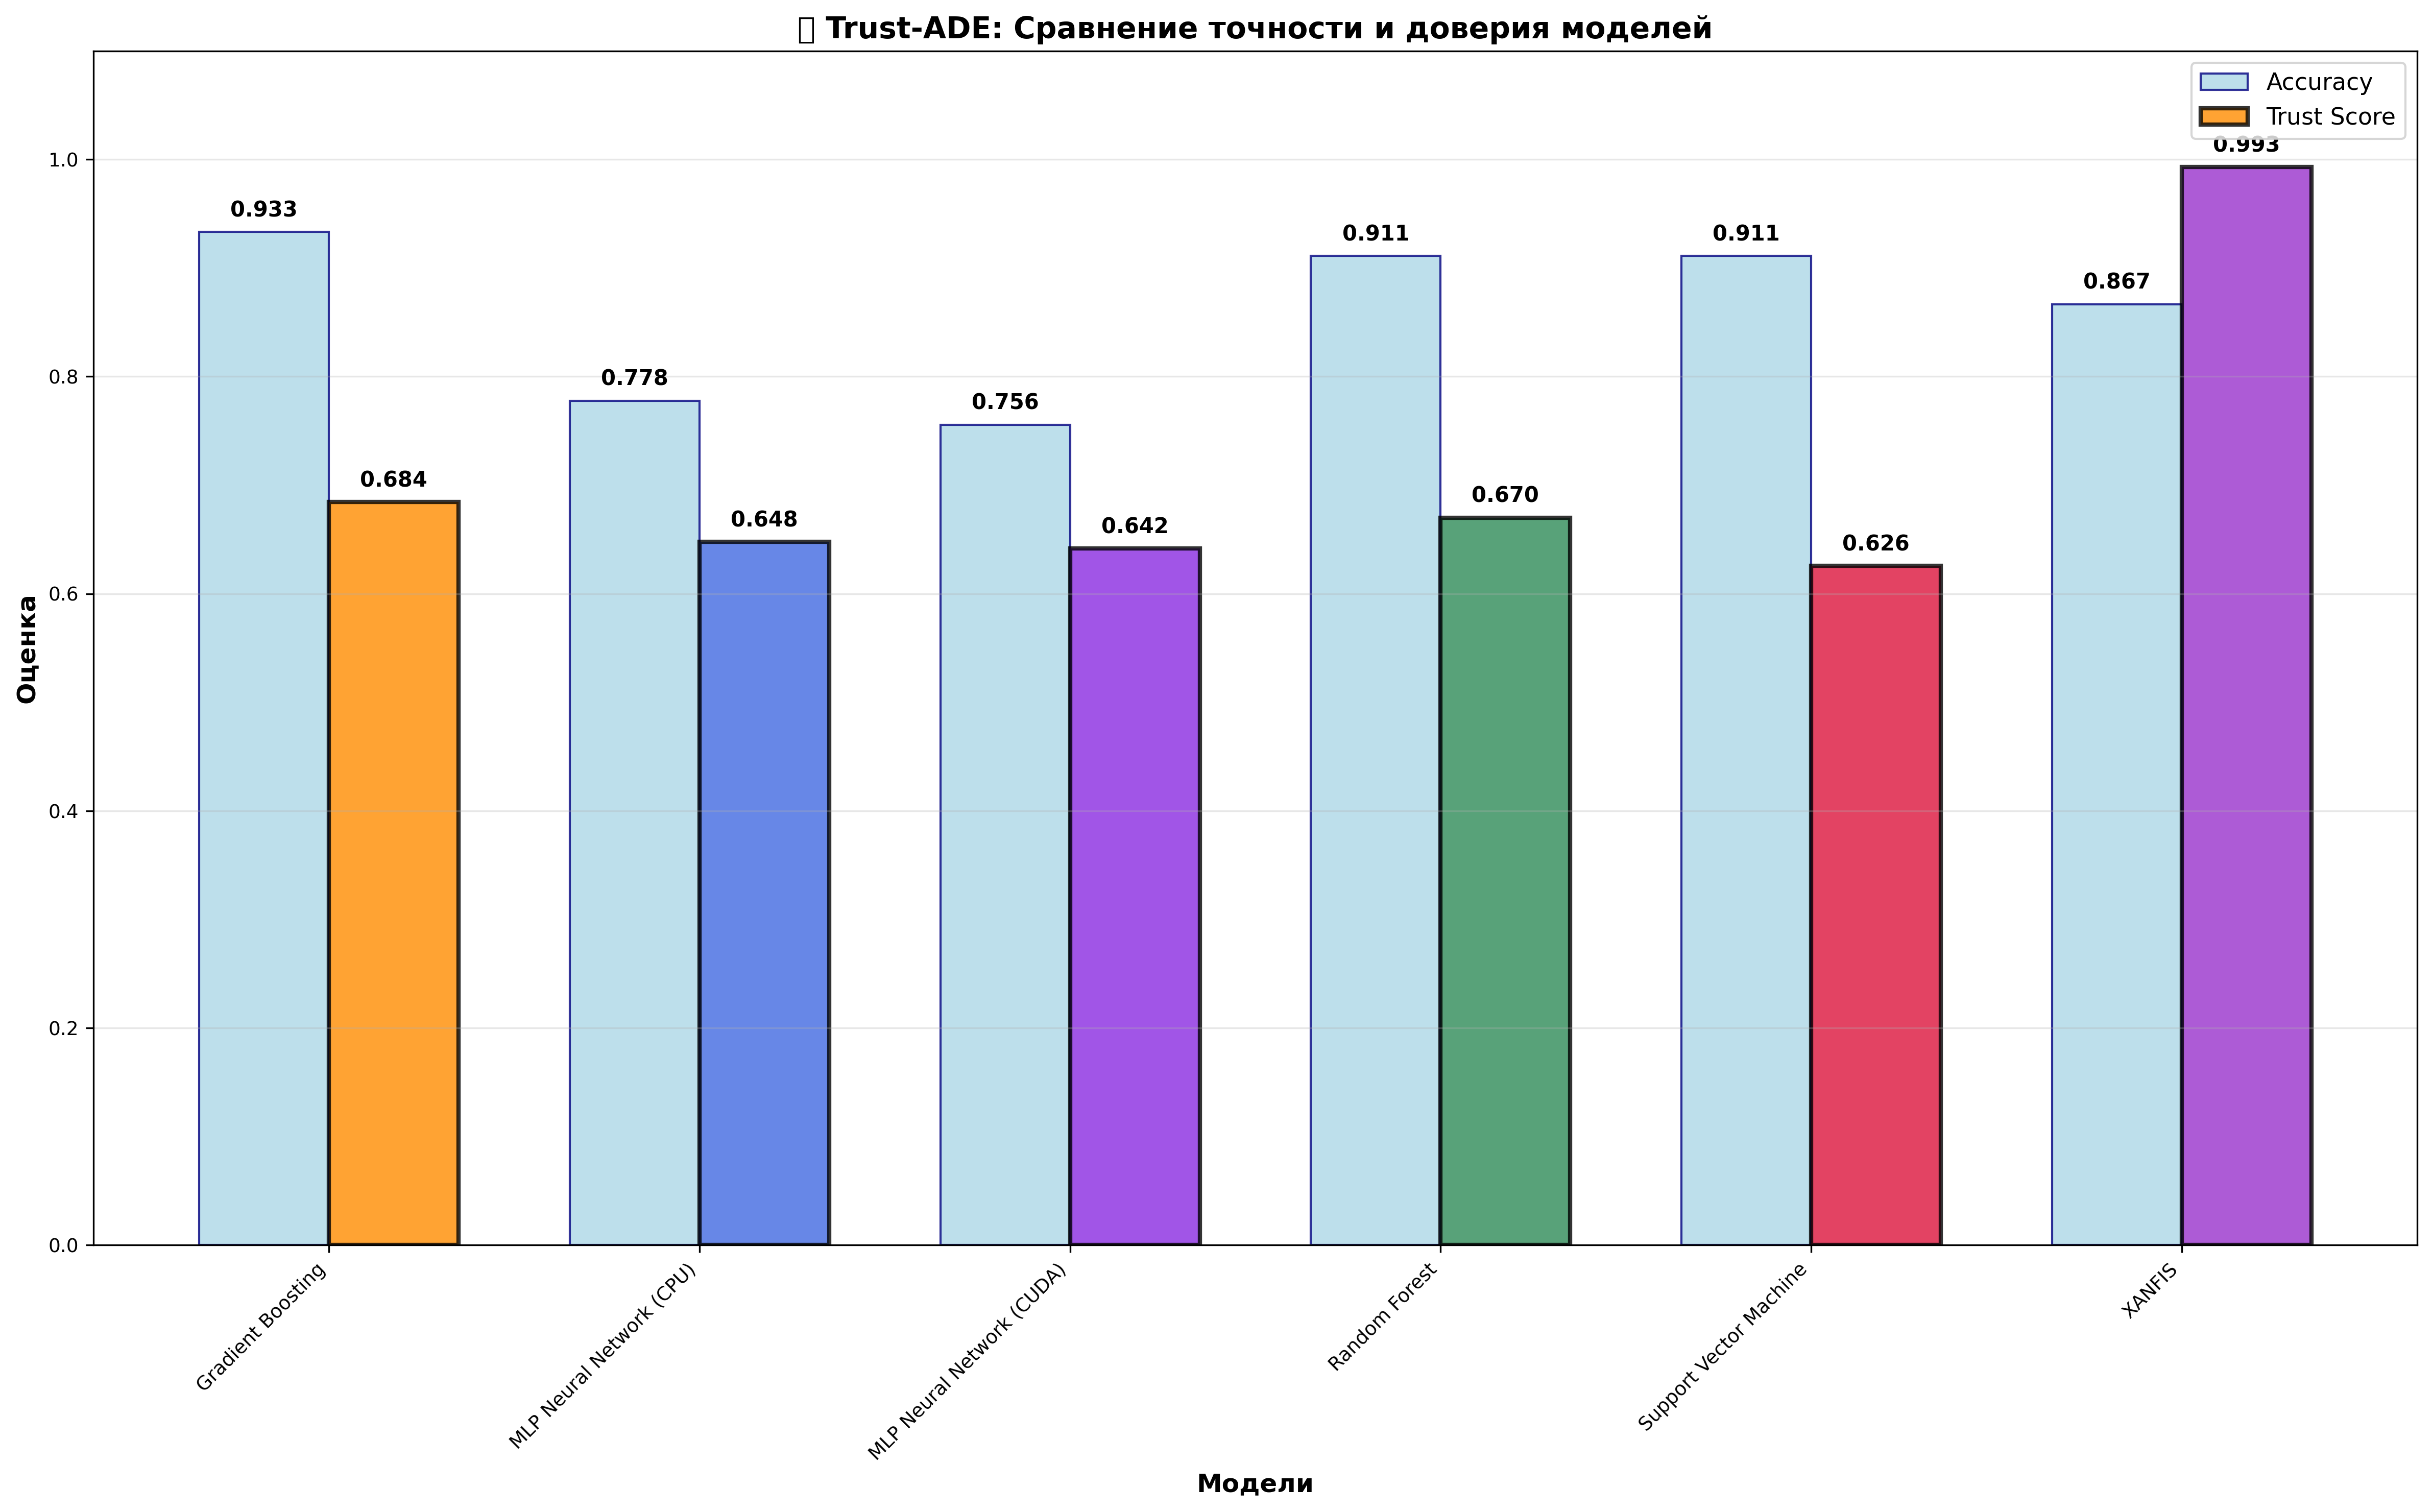 Trust-ADE: Сравнение точности и доверия моделей
Accuracy
Trust Score
Оценка
1.0
0.8
0.6
0.4
0.2
0.0
0.933
0.684
0.778
0.648
0.756
0.642
0.911
0.670
0.911
0.626
0.867
0.993
Gradient Boosting
MLP Neural Network (CPU)
MLP Neural Network (CUDA)
Random Forest
Support Vector Machine
XANFIS
Модели